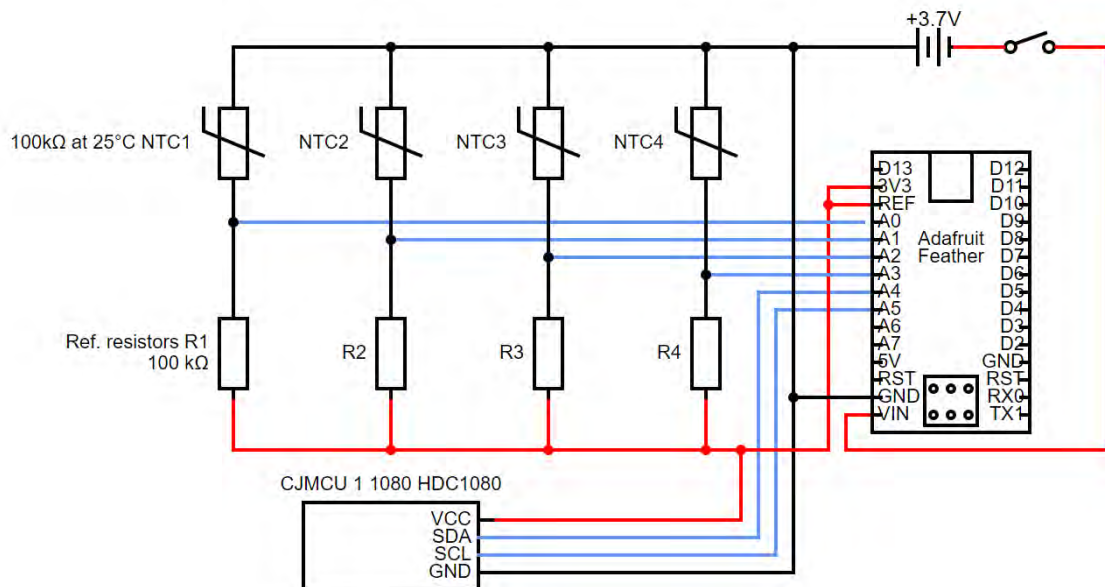 +3.7V
100kΩ at 25°C NTC1
NTC2
NTC3
NTC4
D13
3V3
REF
A0
A1
A2
A3
A4
A5
A6
A7
5V
RST
GND
VIN
Adafruit
Feather
D12
D11
D10
D9
D8
D7
D6
D5
D4
D3
D2
GND
RST
RX0
TX1
Ref. resistors R1
100 kΩ
R2
R3
R4
CJMCU 1 1080 HDC1080
VCC
SDA
SCL
GND